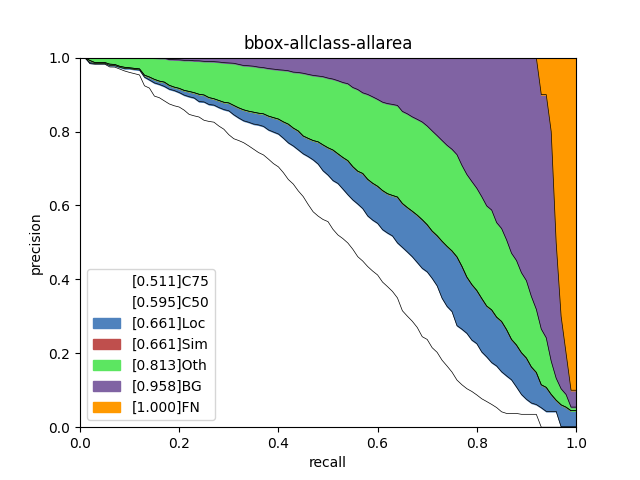 bbox-allclass-allarea
1.0
0.8
0.6
0.4
0.2
0.0
precision
[0.511]C75
[0.595]C50
[0.661]Loc
[0.661]Sim
[0.813]Oth
[0.958]BG
[1.000]FN
0.0 0.2 0.4 0.6 0.8 1.0
recall